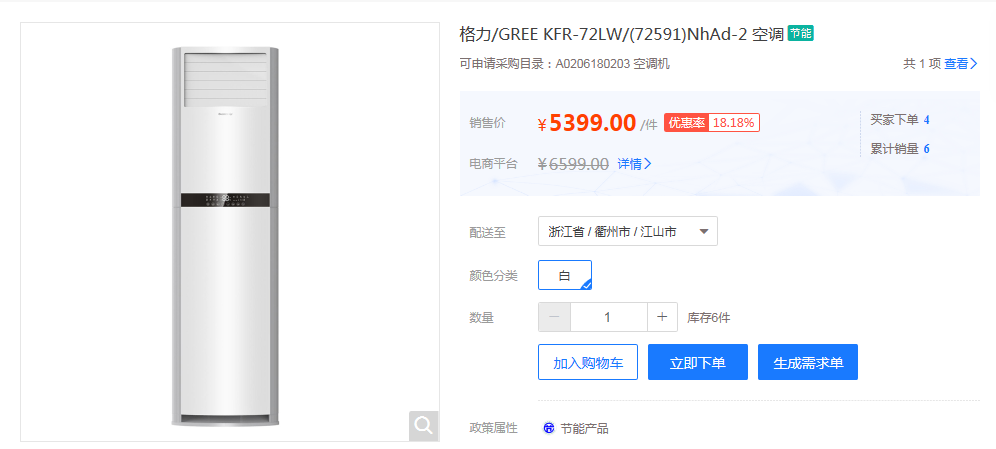 格力/GREE KFR-72LW/(72591)NhAd-2 空调 节能
可申请采购目录：A0206180203 空调机 共 1 项 查看
销售价 ¥ 5399.00 /件 优惠率 18.18%
买家下单 4
电商平台 ¥6599.00 详情
累计销量 6
配送至 浙江省 / 衢州市 / 江山市
颜色分类 白
数量 － 1 + 库存6件
加入购物车 立即下单 生成需求单
政策属性 节能产品